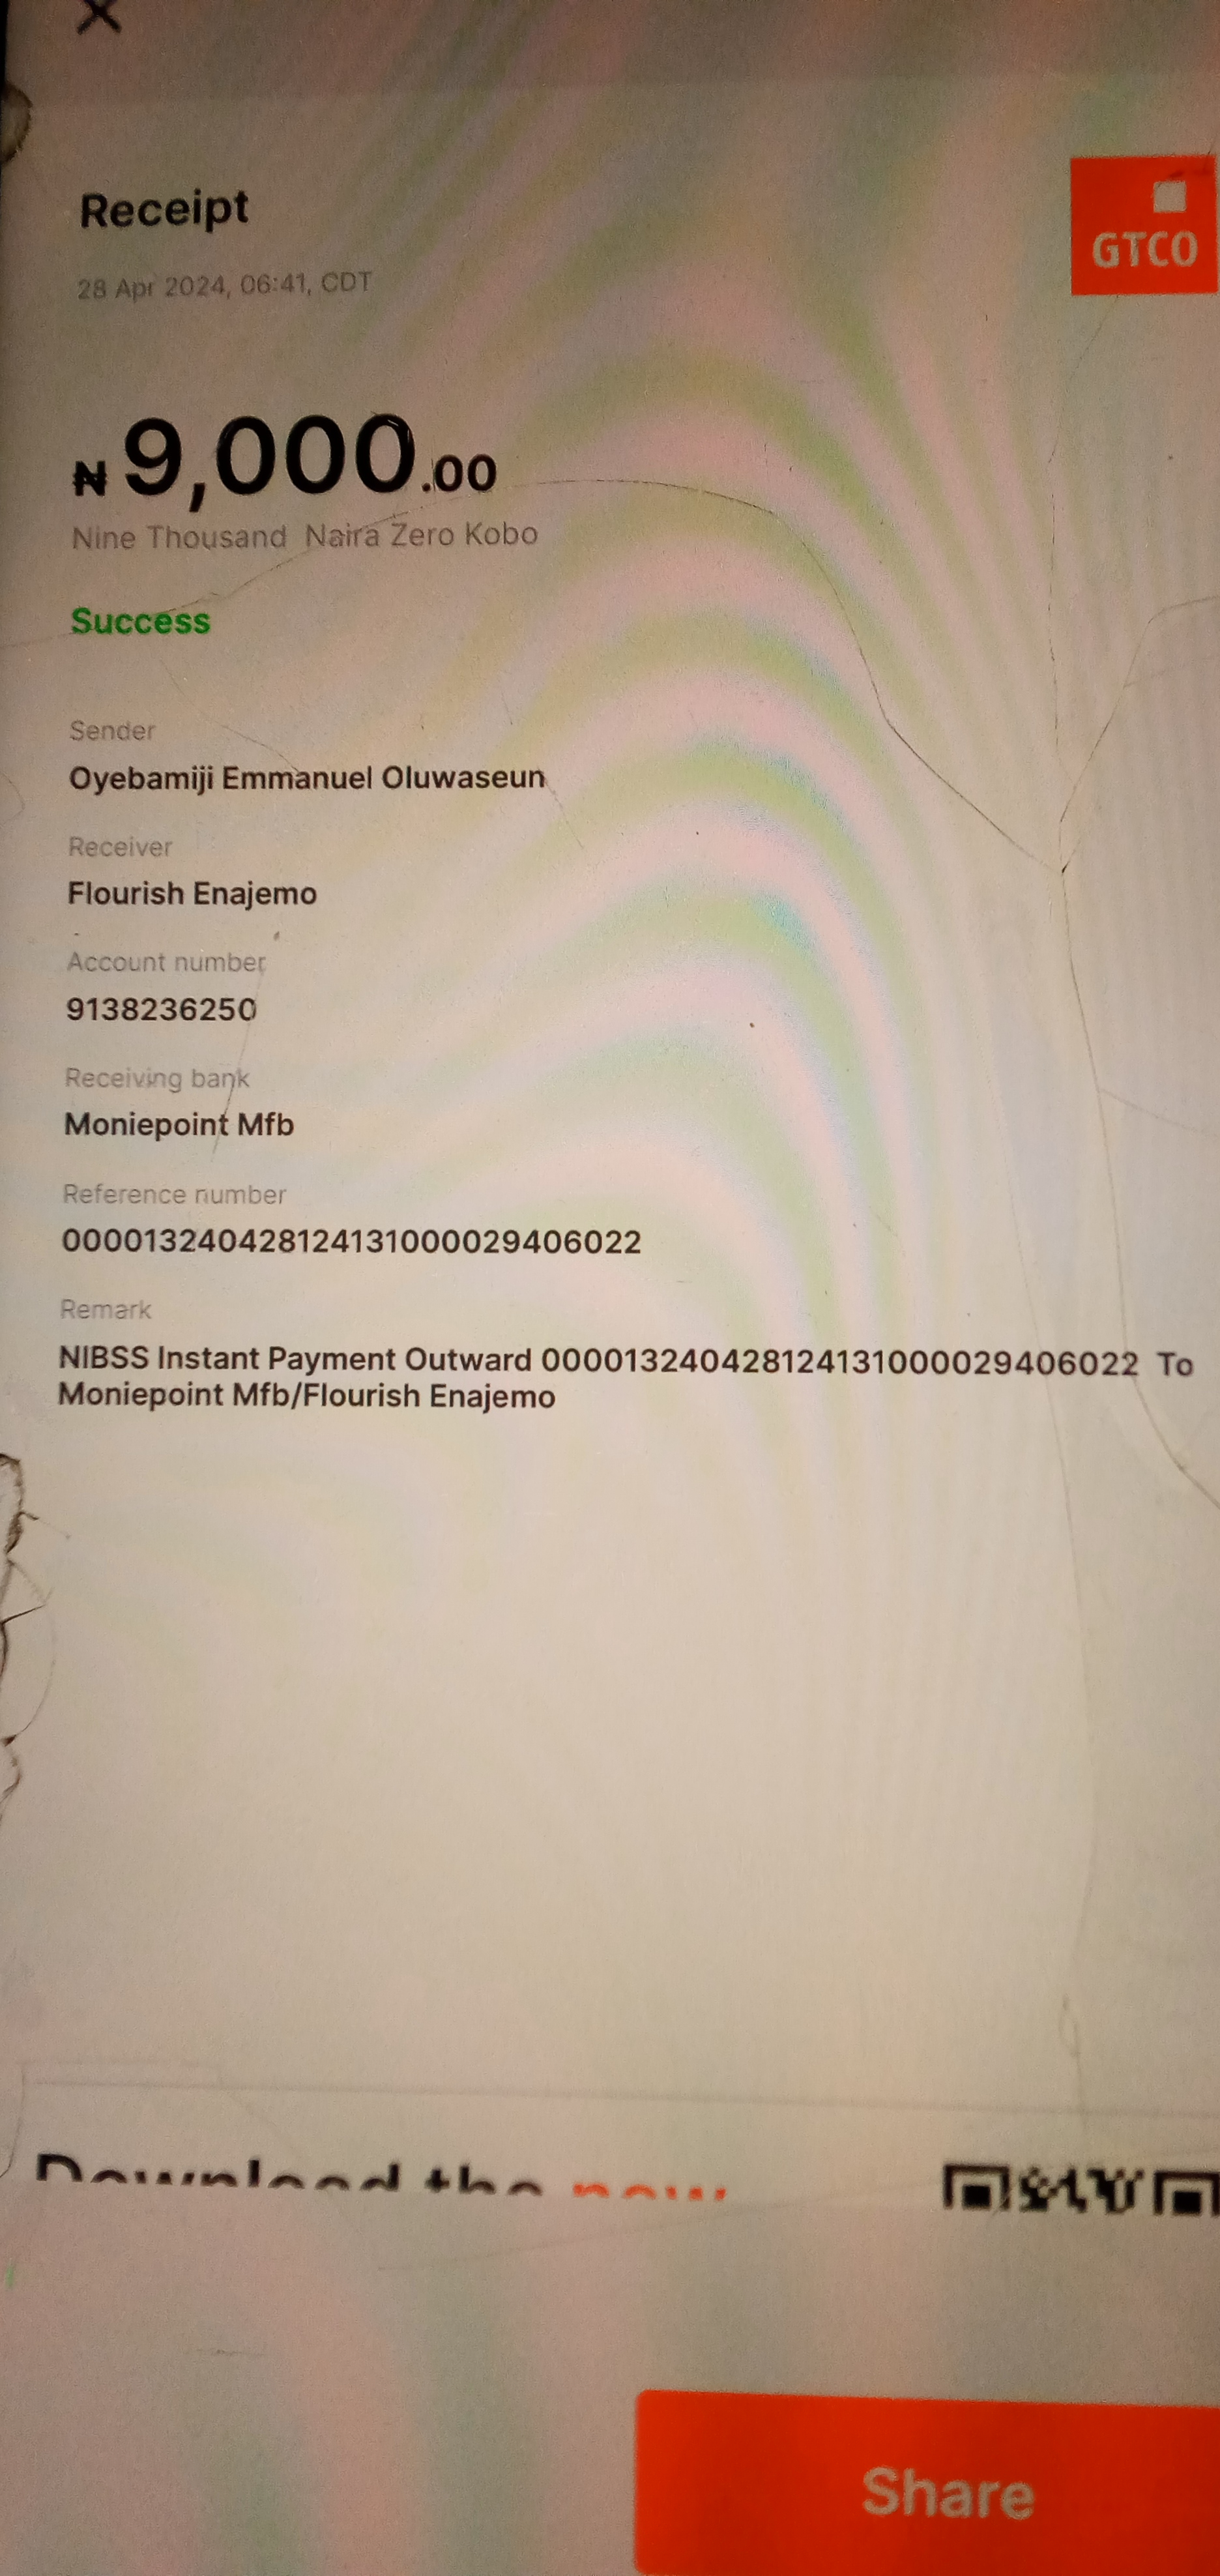 Receipt
GTCO
28 Apr 2024, 06:41, CDT
₦9,000.00
Nine Thousand Naira Zero Kobo
Success
Sender
Oyebamiji Emmanuel Oluwaseun
Receiver
Flourish Enajemo
Account number
9138236250
Receiving bank
Moniepoint Mfb
Reference number
000013240428124131000029406022
Remark
NIBSS Instant Payment Outward 000013240428124131000029406022 To
Moniepoint Mfb/Flourish Enajemo
Download the new
Share